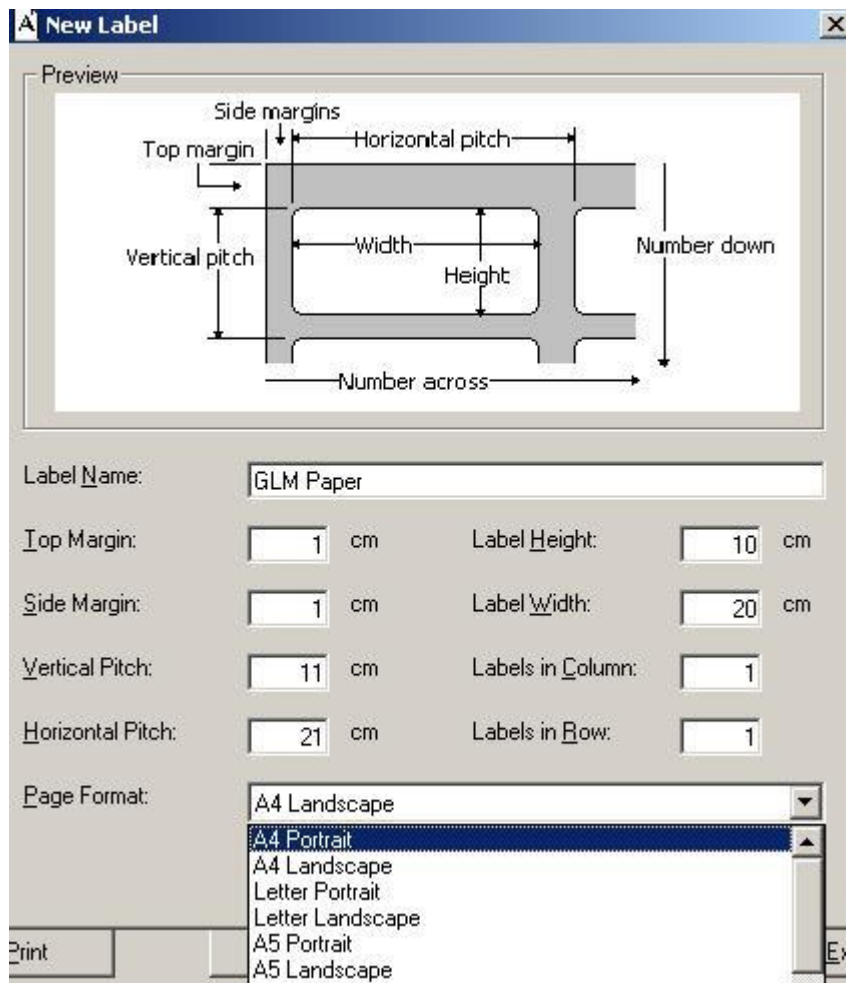 A New Label
Preview
Side margins
Top margin
Horizontal pitch
Vertical pitch
Width
Height
Number down
Number across
Label Name: GLM Paper
Top Margin: 1 cm Label Height: 10 cm
Side Margin: 1 cm Label Width: 20 cm
Vertical Pitch: 11 cm Labels in Column: 1
Horizontal Pitch: 21 cm Labels in Row: 1
Page Format: A4 Landscape
A4 Portrait
A4 Landscape
Letter Portrait
Letter Landscape
A5 Portrait
Print
A5 Landscape